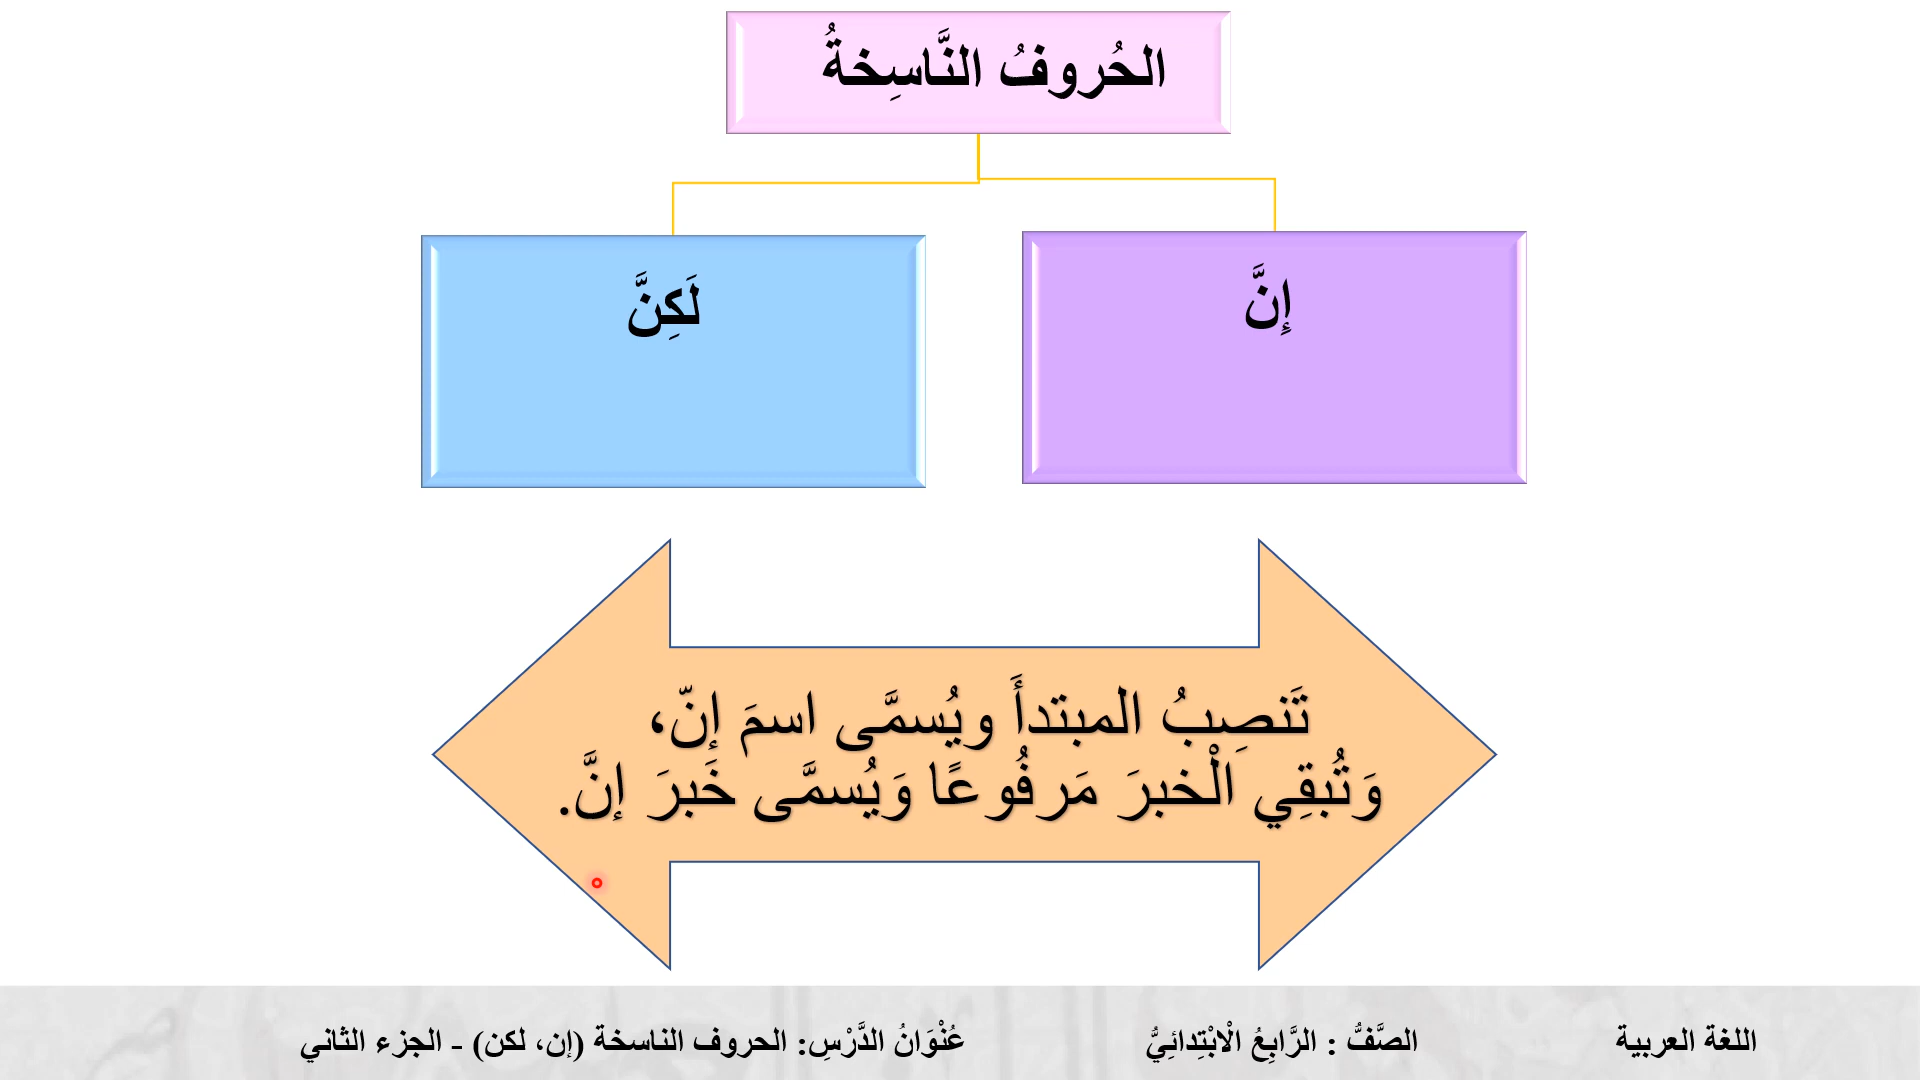 الحُروفُ النَّاسِخةُ
إِنَّ
لَكِنَّ
تَنصِبُ المبتدأَ ويُسمَّى اسمَ إنّ،
وَتُبقِي الْخبرَ مَرفُوعًا وَيُسمَّى خَبرَ إنَّ.
اللغة العربية
الصَّفُّ : الرَّابِعُ الْابْتِدائِيُّ
عُنْوَانُ الدَّرْسِ: الحروف الناسخة (إن، لكن) - الجزء الثاني